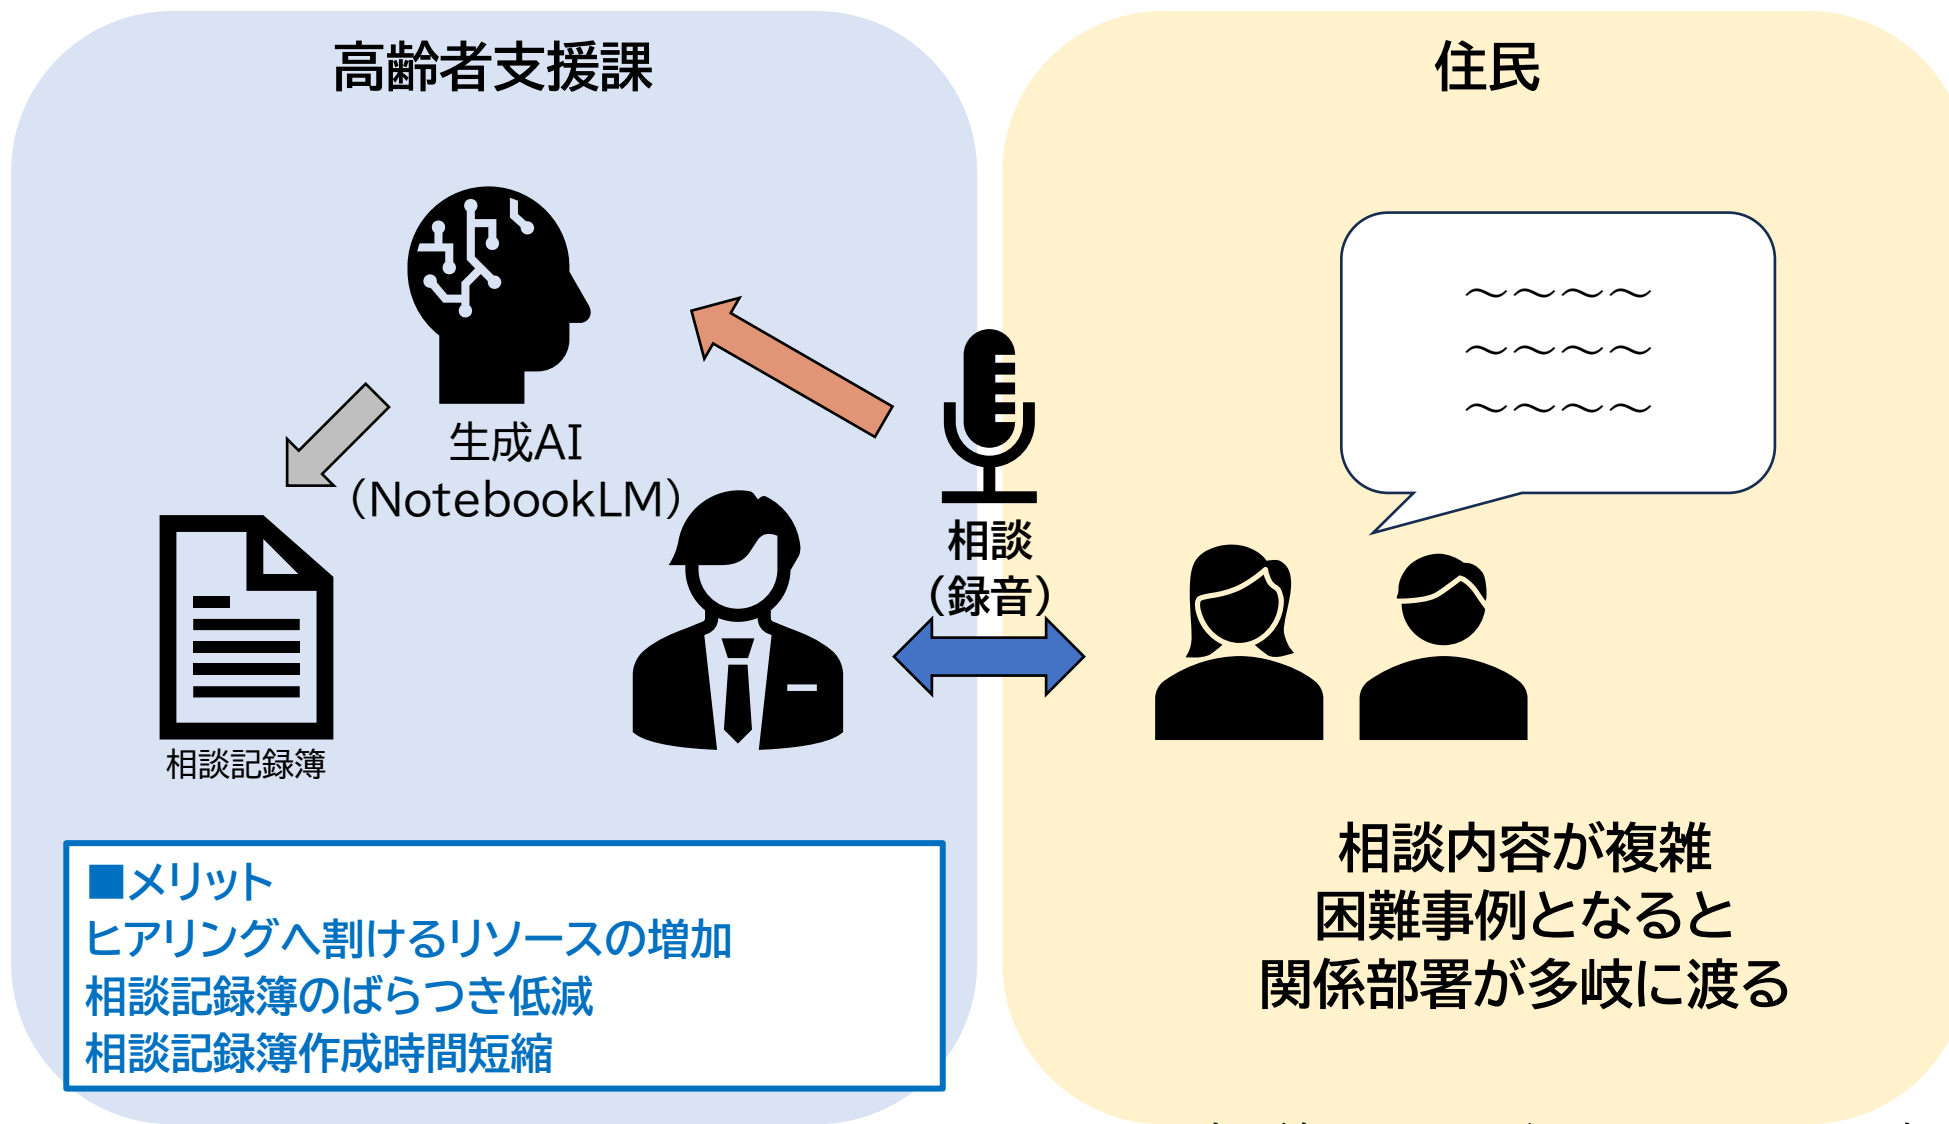 高齢者支援課
住民
～～～～
～～～～
～～～～
生成AI
（NotebookLM）
相談
（録音）
相談記録簿
■メリット
ヒアリングへ割けるリソースの増加
相談記録簿のばらつき低減
相談記録簿作成時間短縮
相談内容が複雑
困難事例となると
関係部署が多岐に渡る